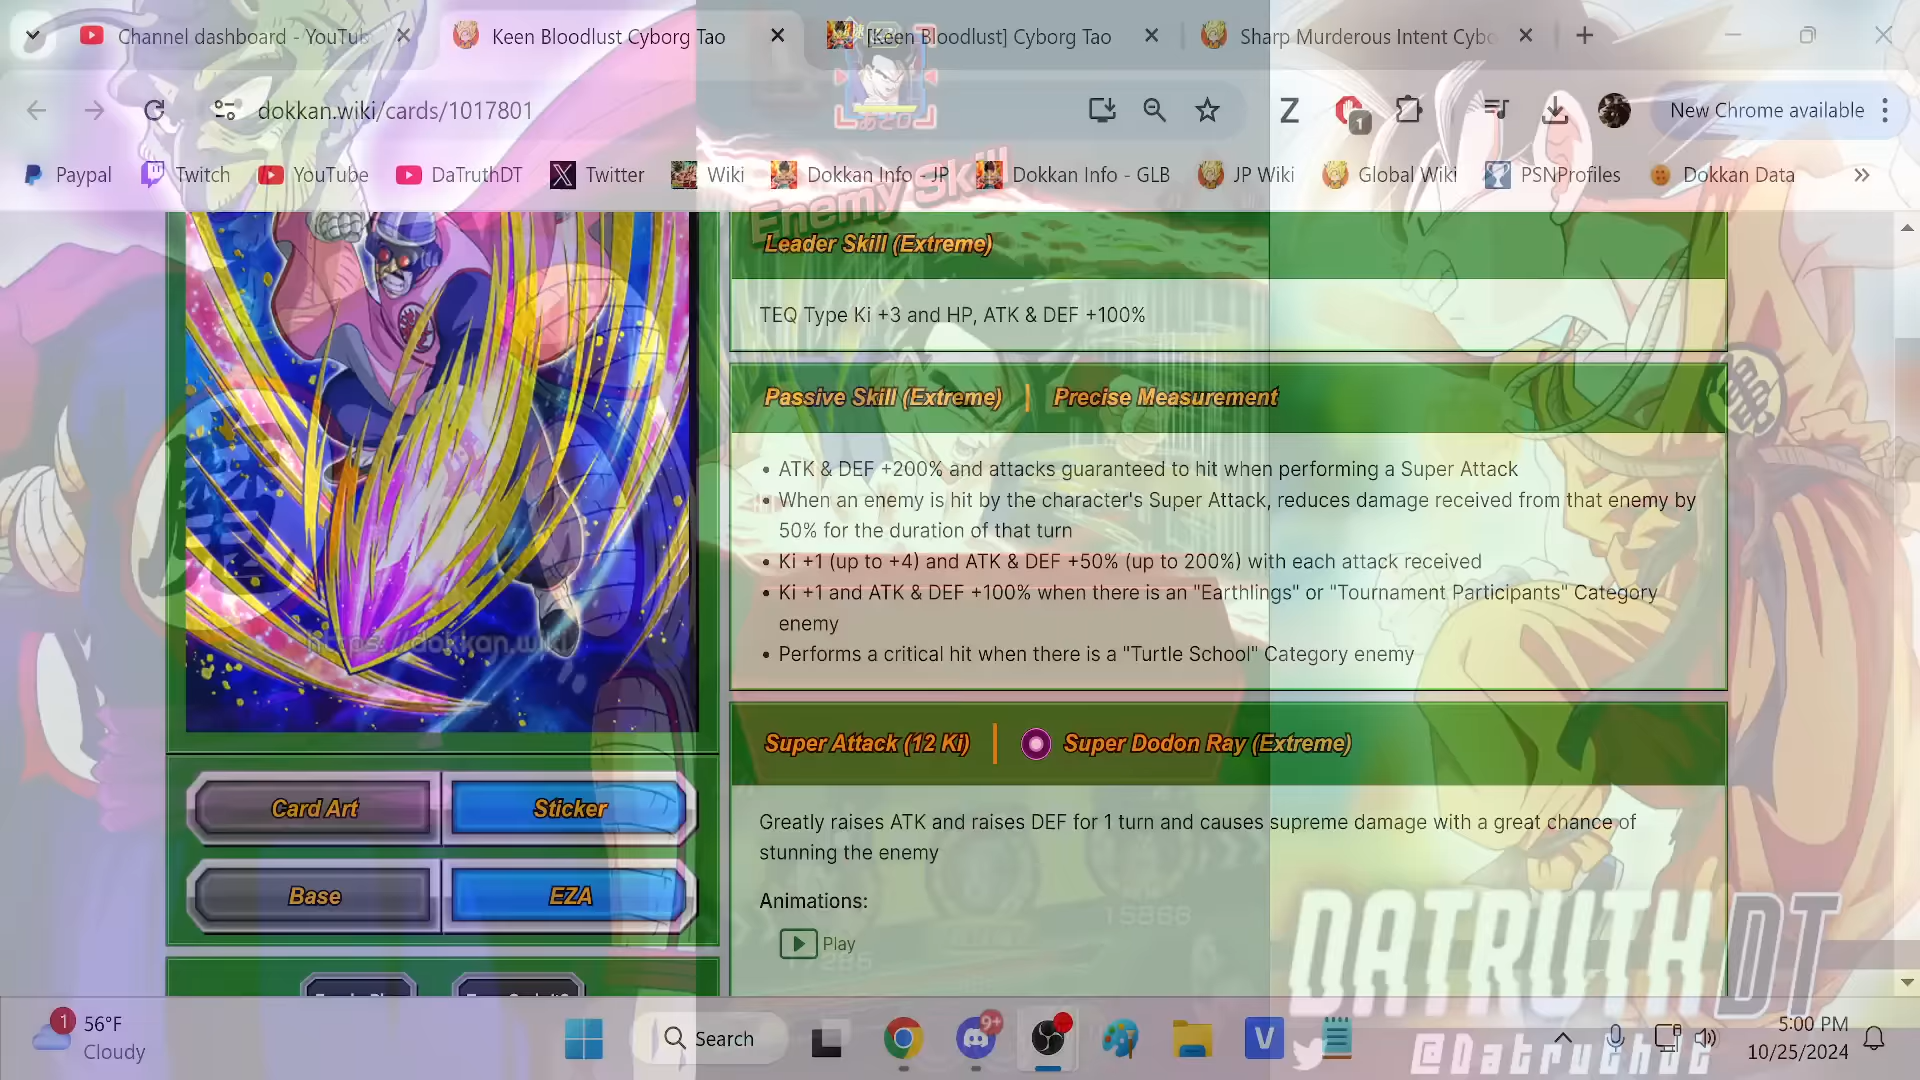 Channel dashboard - YouTub
Keen Bloodlust Cyborg Tao
[Keen Bloodlust] Cyborg Tao
Sharp Murderous Intent Cybo
dokkan.wiki/cards/1017801
New Chrome available
1
Paypal
Twitch
YouTube
DaTruthDT
Twitter
Wiki
Dokkan Info - JP
Dokkan Info - GLB
JP Wiki
Global Wiki
PSNProfiles
Dokkan Data
Enemy Skill
Leader Skill (Extreme)
TEQ Type Ki +3 and HP, ATK & DEF +100%
Passive Skill (Extreme) | Precise Measurement
• ATK & DEF +200% and attacks guaranteed to hit when performing a Super Attack
• When an enemy is hit by the character's Super Attack, reduces damage received from that enemy by
50% for the duration of that turn
• Ki +1 (up to +4) and ATK & DEF +50% (up to 200%) with each attack received
• Ki +1 and ATK & DEF +100% when there is an "Earthlings" or "Tournament Participants" Category
enemy
• Performs a critical hit when there is a "Turtle School" Category enemy
https://dokkan.wiki
Super Attack (12 Ki) | Super Dodon Ray (Extreme)
Greatly raises ATK and raises DEF for 1 turn and causes supreme damage with a great chance of
stunning the enemy
Animations:
Play
Card Art
Sticker
Base
EZA
DATRUTHDT
@Datruthdt
1
56°F
Cloudy
Search
9+
V
5:00 PM
10/25/2024